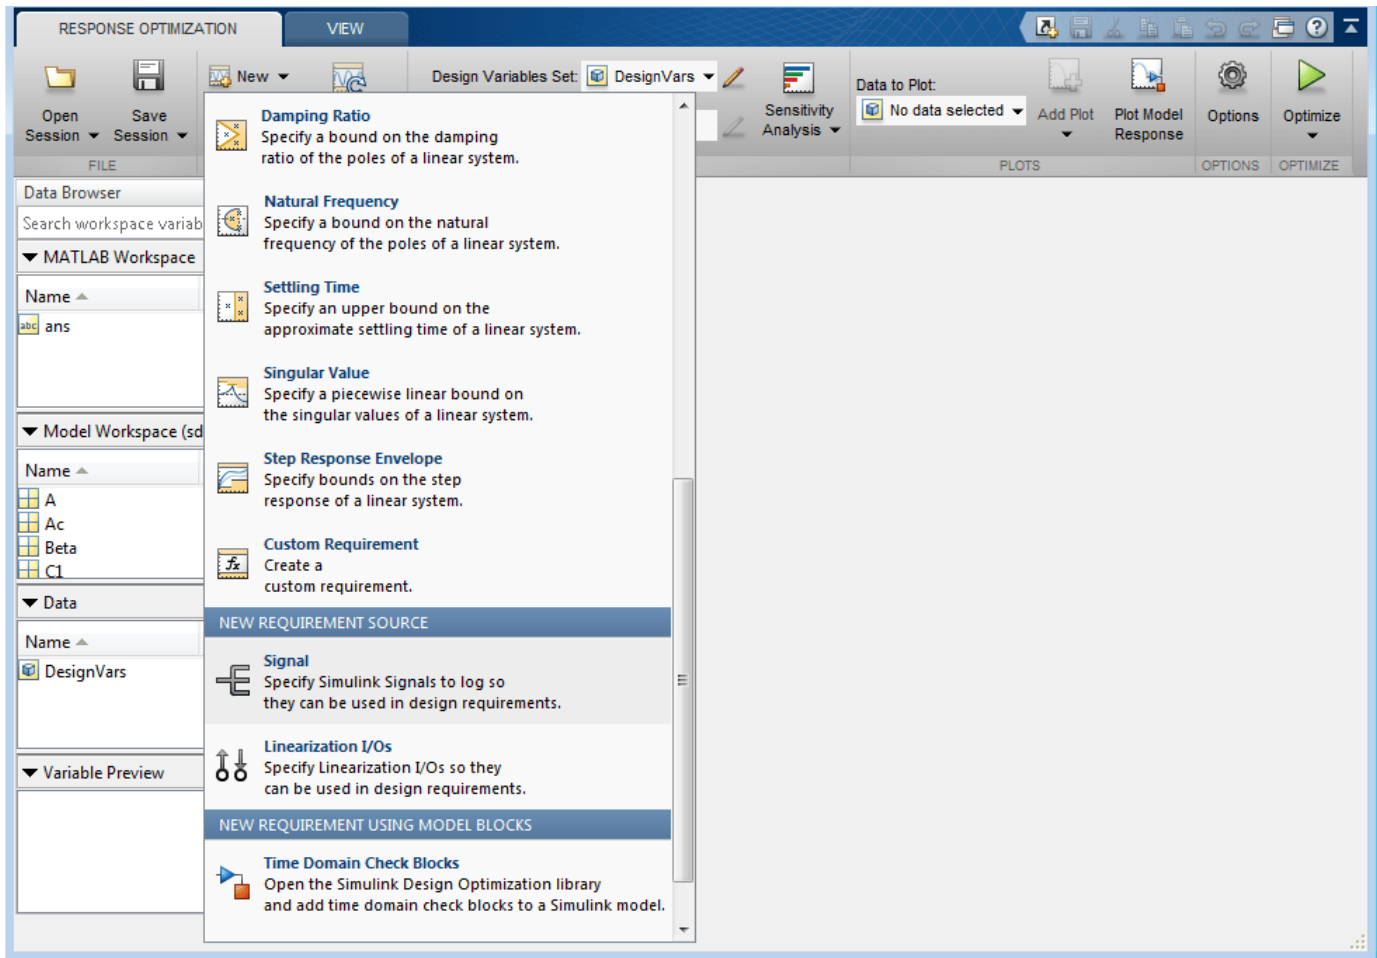 RESPONSE OPTIMIZATION
VIEW
New
Design Variables Set:
DesignVars
Data to Plot:
No data selected
Open
Session
Save
Session
Sensitivity
Analysis
Add Plot
Plot Model
Response
Options
Optimize
FILE
PLOTS
OPTIONS
OPTIMIZE
Data Browser
Search workspace variab
MATLAB Workspace
Name
abc
ans
Model Workspace (sd
Name
A
Ac
Beta
C1
Data
Name
DesignVars
Variable Preview
Damping Ratio
Specify a bound on the damping
ratio of the poles of a linear system.
Natural Frequency
Specify a bound on the natural
frequency of the poles of a linear system.
Settling Time
Specify an upper bound on the
approximate settling time of a linear system.
Singular Value
Specify a piecewise linear bound on
the singular values of a linear system.
Step Response Envelope
Specify bounds on the step
response of a linear system.
fx
Custom Requirement
Create a
custom requirement.
NEW REQUIREMENT SOURCE
Signal
Specify Simulink Signals to log so
they can be used in design requirements.
Linearization I/Os
Specify Linearization I/Os so they
can be used in design requirements.
NEW REQUIREMENT USING MODEL BLOCKS
Time Domain Check Blocks
Open the Simulink Design Optimization library
and add time domain check blocks to a Simulink model.